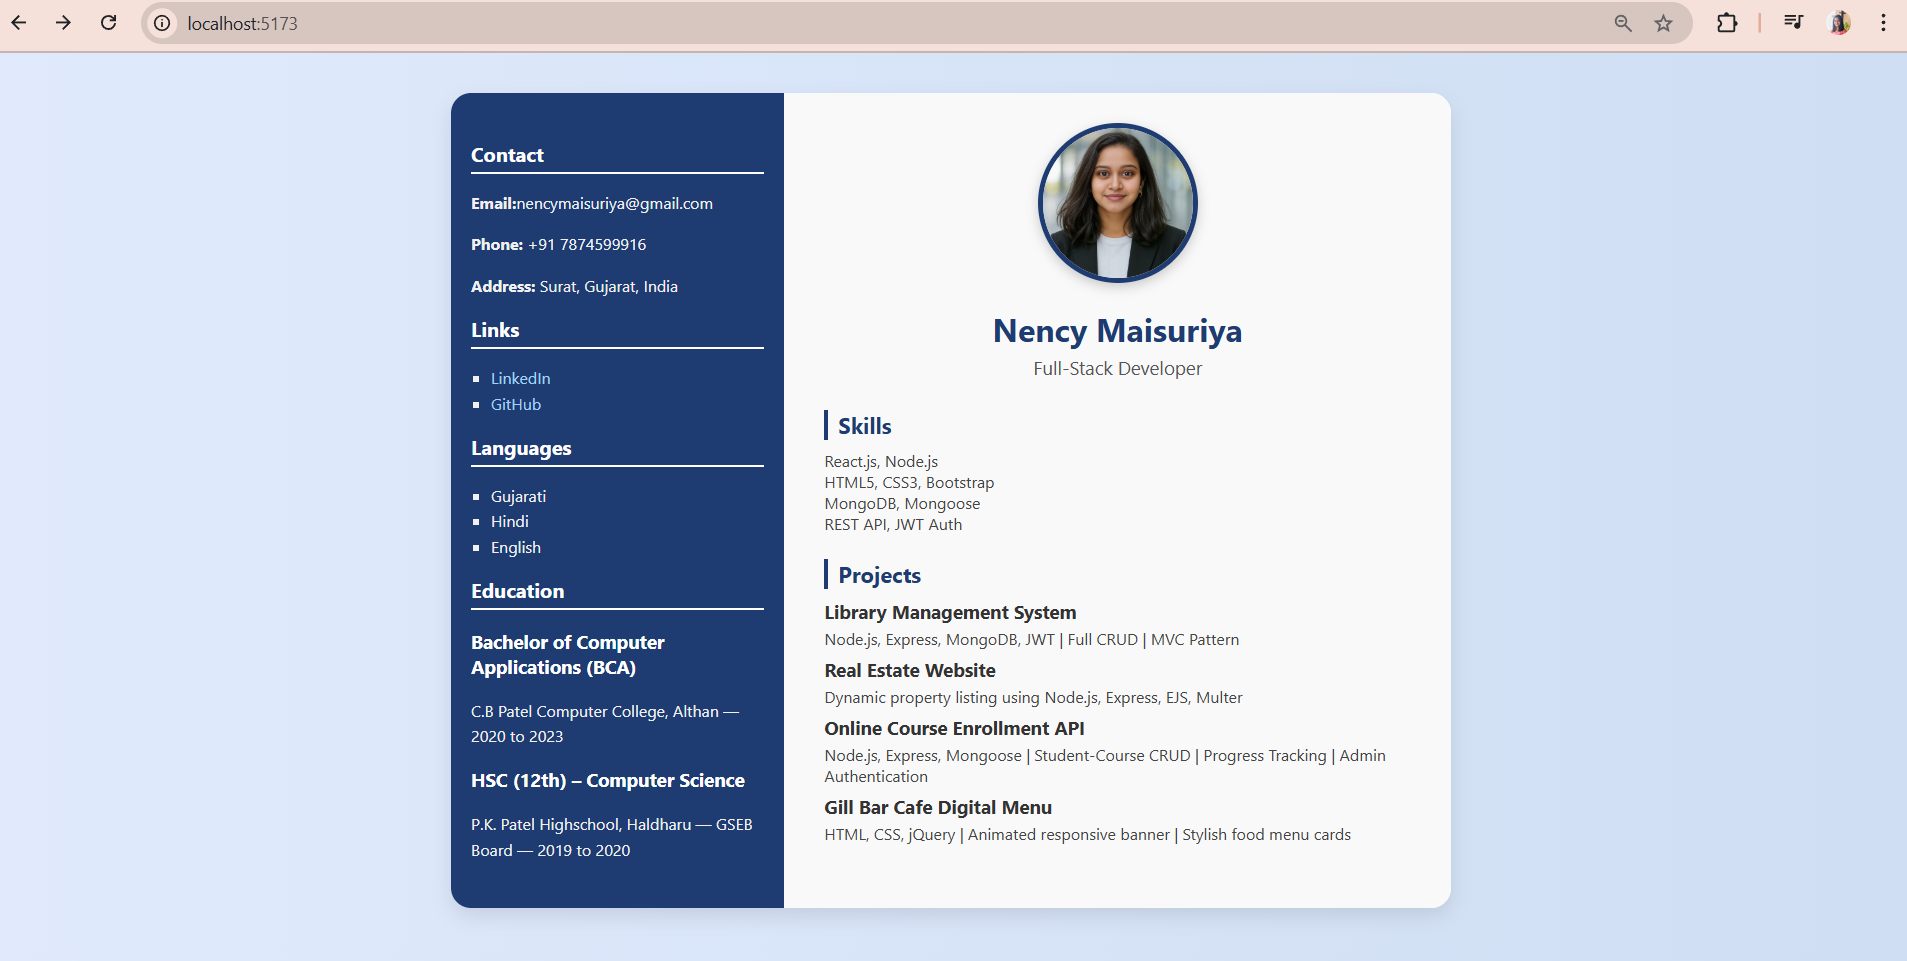 localhost:5173
Contact
Email:nencymaisuriya@gmail.com
Phone: +91 7874599916
Address: Surat, Gujarat, India
Links
LinkedIn
GitHub
Languages
Gujarati
Hindi
English
Education
Bachelor of Computer
Applications (BCA)
C.B Patel Computer College, Althan —
2020 to 2023
HSC (12th) – Computer Science
P.K. Patel Highschool, Haldharu — GSEB
Board — 2019 to 2020
Nency Maisuriya
Full-Stack Developer
Skills
React.js, Node.js
HTML5, CSS3, Bootstrap
MongoDB, Mongoose
REST API, JWT Auth
Projects
Library Management System
Node.js, Express, MongoDB, JWT | Full CRUD | MVC Pattern
Real Estate Website
Dynamic property listing using Node.js, Express, EJS, Multer
Online Course Enrollment API
Node.js, Express, Mongoose | Student-Course CRUD | Progress Tracking | Admin
Authentication
Gill Bar Cafe Digital Menu
HTML, CSS, jQuery | Animated responsive banner | Stylish food menu cards